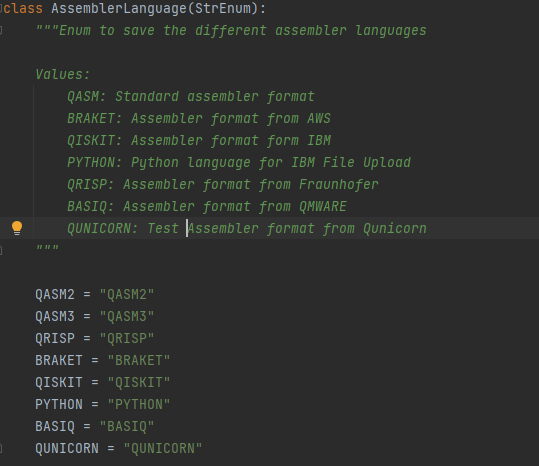 class AssemblerLanguage(StrEnum):
"""Enum to save the different assembler languages
Values:
QASM: Standard assembler format
BRAKET: Assembler format from AWS
QISKIT: Assembler format form IBM
PYTHON: Python language for IBM File Upload
QRISP: Assembler format from Fraunhofer
BASIQ: Assembler format from QMWARE
QUNICORN: Test Assembler format from Qunicorn
"""
QASM2 = "QASM2"
QASM3 = "QASM3"
QRISP = "QRISP"
BRAKET = "BRAKET"
QISKIT = "QISKIT"
PYTHON = "PYTHON"
BASIQ = "BASIQ"
QUNICORN = "QUNICORN"